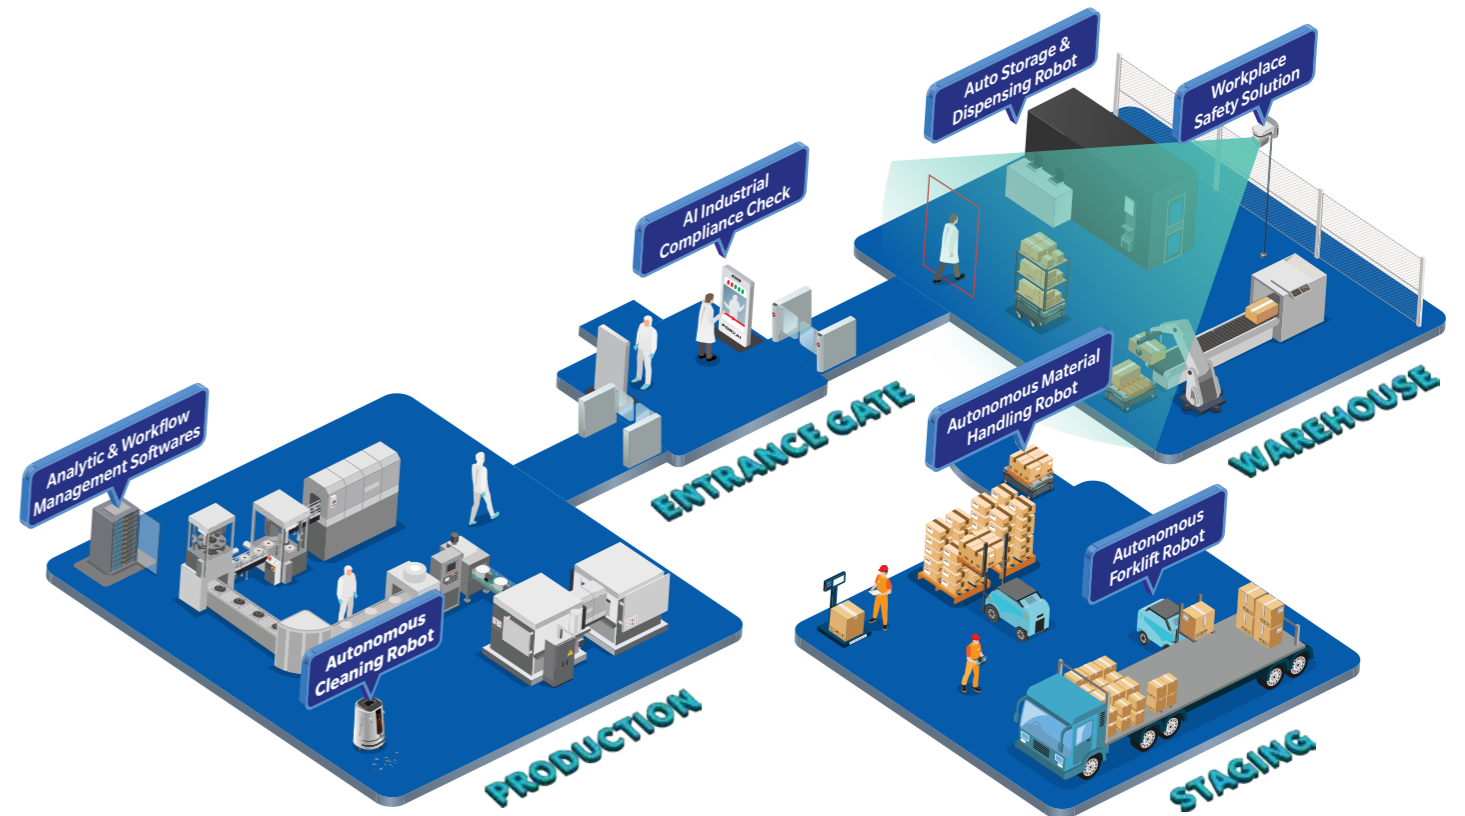 Auto Storage &
Dispensing Robot
Workplace
Safety Solution
AI Industrial
Compliance Check
Autonomous Material
Handling Robot
ENTRANCE GATE
WAREHOUSE
Analytic & Workflow
Management Softwares
Autonomous
Forklift Robot
Autonomous
Cleaning Robot
PRODUCTION
STAGING